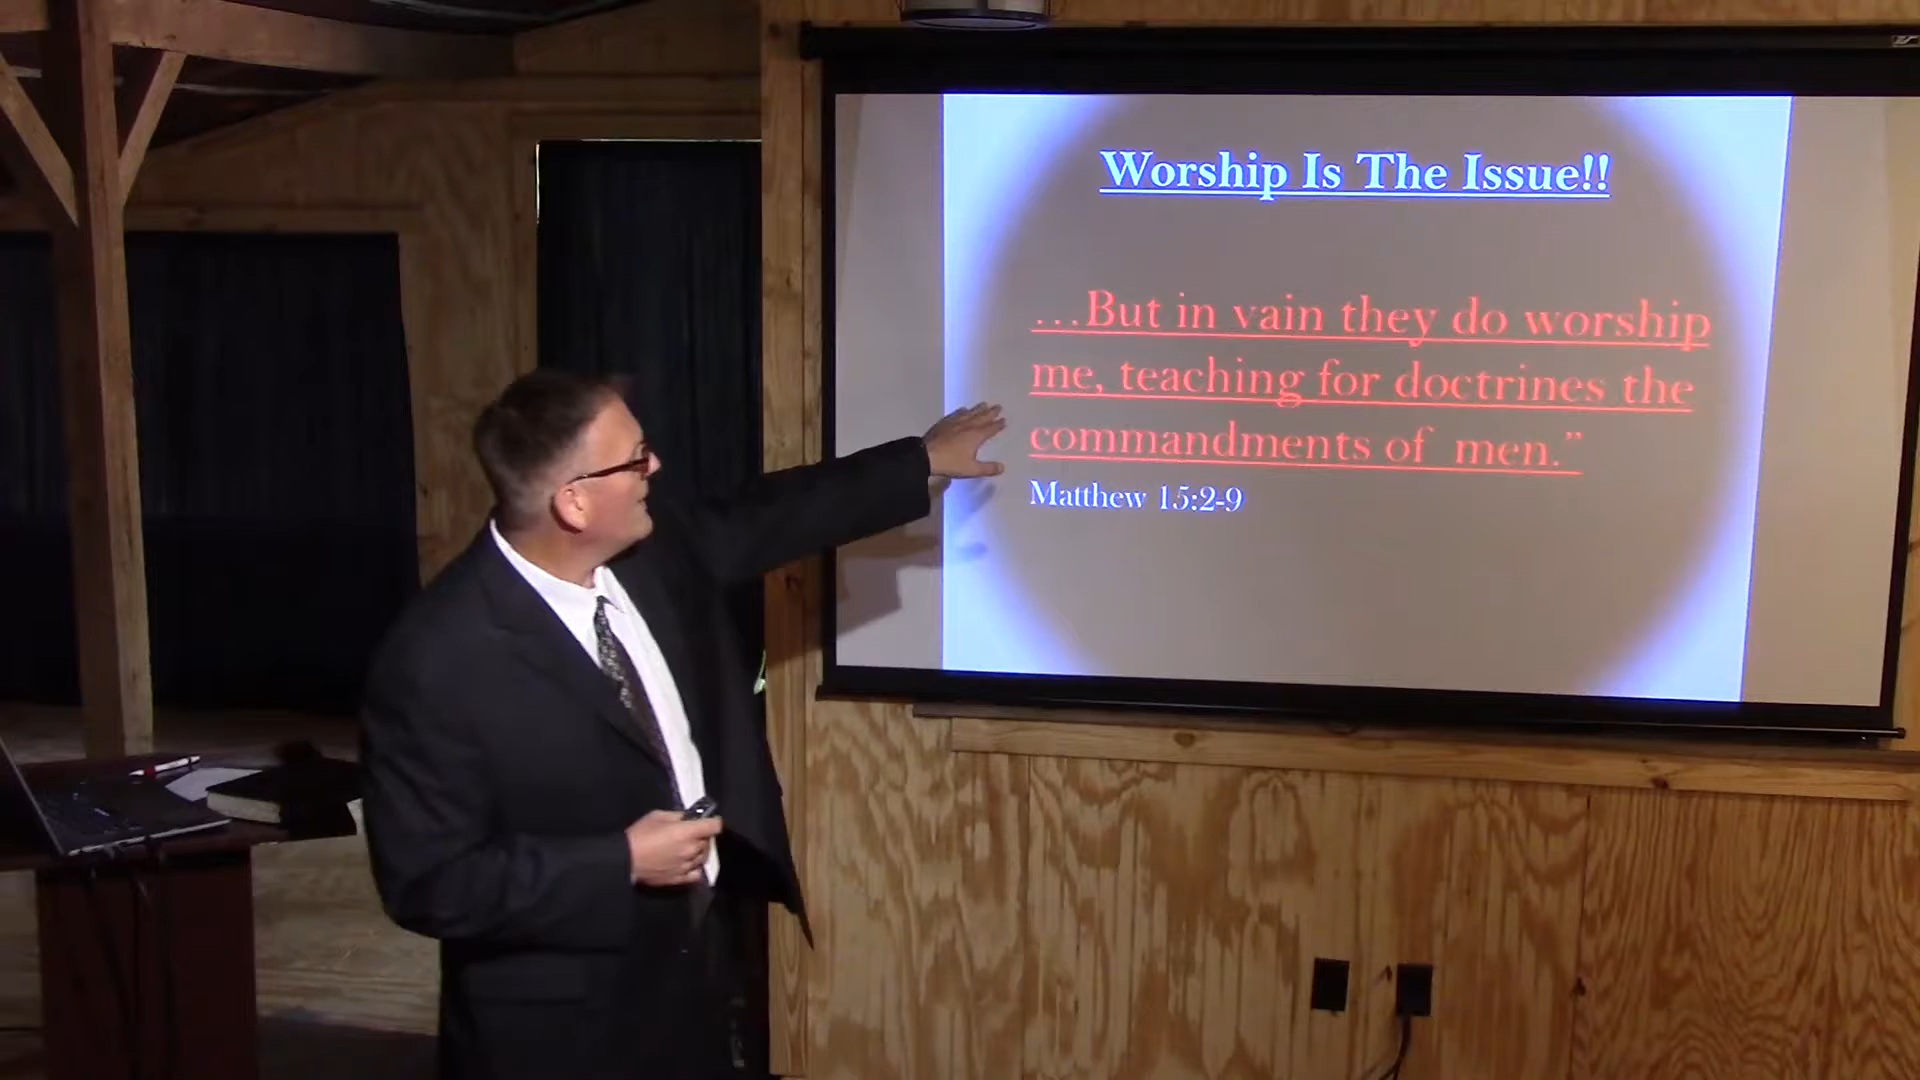 Worship Is The Issue!!
…But in vain they do worship
me, teaching for doctrines the
commandments of men.”
Matthew 15:2-9